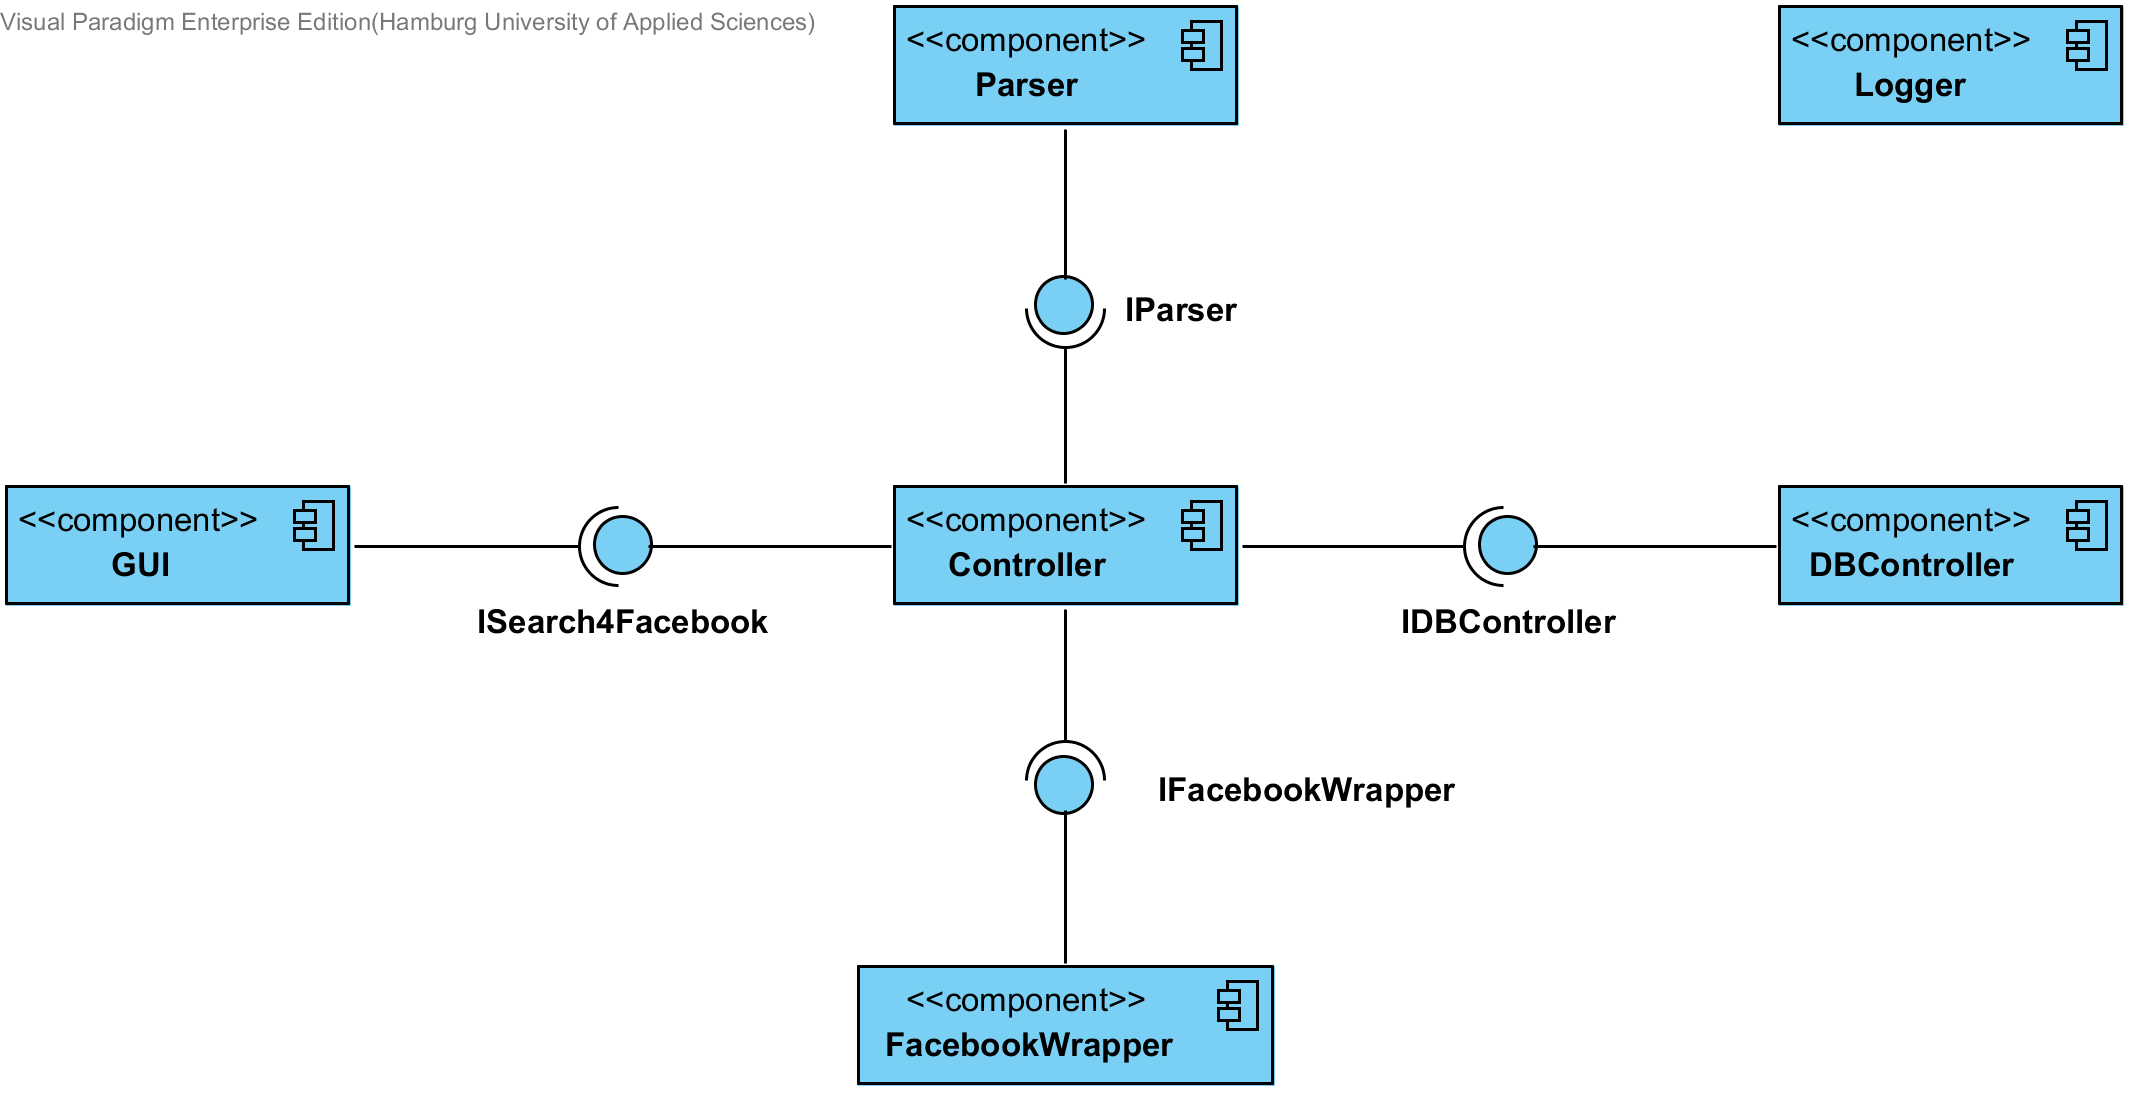 Visual Paradigm Enterprise Edition(Hamburg University of Applied Sciences)
<<component>>
Parser
<<component>>
Logger
IParser
<<component>>
GUI
<<component>>
Controller
<<component>>
DBController
ISearch4Facebook
IDBController
IFacebookWrapper
<<component>>
FacebookWrapper